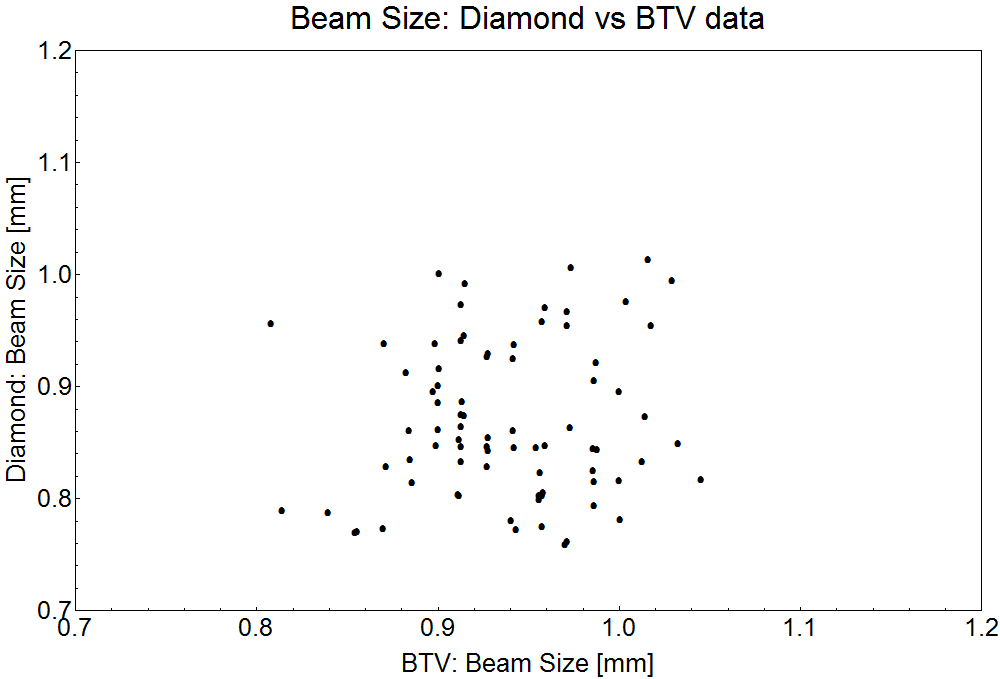 Beam Size: Diamond vs BTV data
1.2
1.1
1.0
0.9
0.8
0.7
Diamond: Beam Size [mm]
0.7 0.8 0.9 1.0 1.1 1.2
BTV: Beam Size [mm]